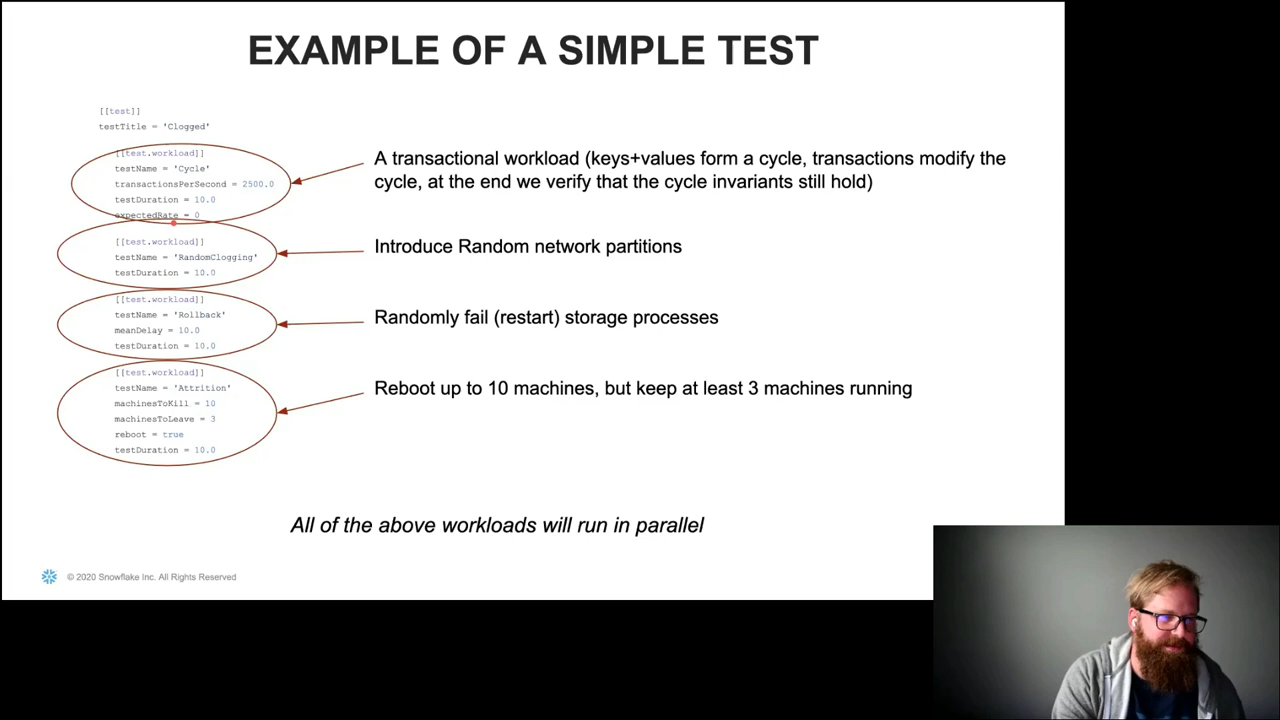 EXAMPLE OF A SIMPLE TEST
[[test]]
testTitle = 'Clogged'
[[test.workload]]
testName = 'Cycle'
transactionsPerSecond = 2500.0
testDuration = 10.0
expectedRate = 0
A transactional workload (keys+values form a cycle, transactions modify the
cycle, at the end we verify that the cycle invariants still hold)
[[test.workload]]
testName = 'RandomClogging'
testDuration = 10.0
Introduce Random network partitions
[[test.workload]]
testName = 'Rollback'
meanDelay = 10.0
testDuration = 10.0
Randomly fail (restart) storage processes
[[test.workload]]
testName = 'Attrition'
machinesToKill = 10
machinesToLeave = 3
reboot = true
testDuration = 10.0
Reboot up to 10 machines, but keep at least 3 machines running
All of the above workloads will run in parallel
© 2020 Snowflake Inc. All Rights Reserved